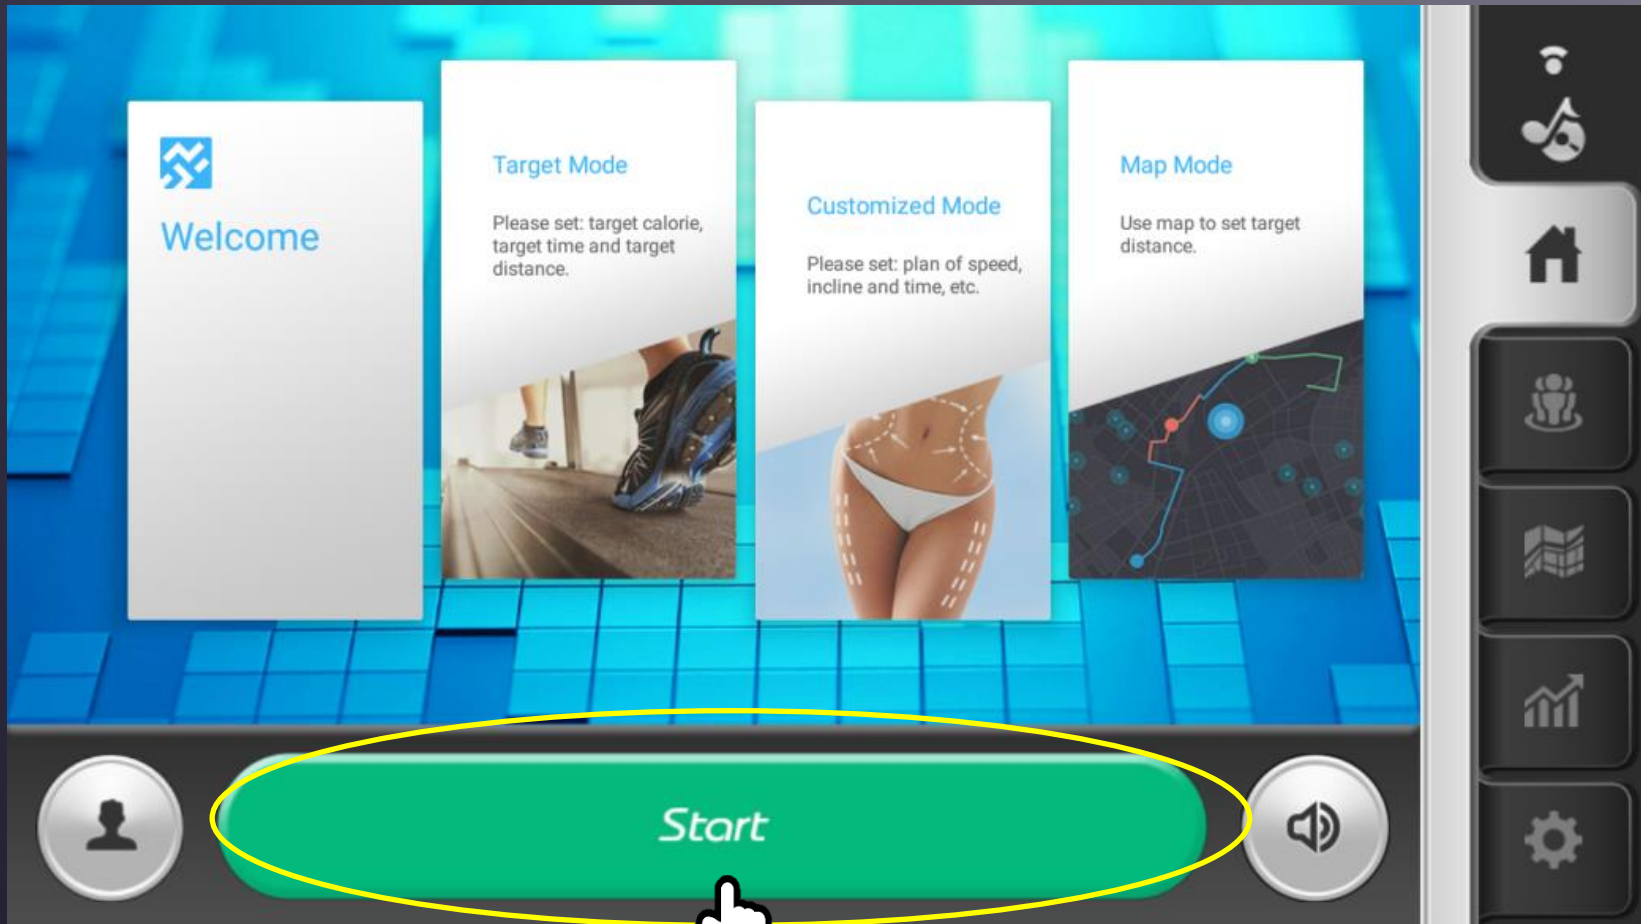 Welcome
Target Mode
Please set: target calorie,
target time and target
distance.
Customized Mode
Please set: plan of speed,
incline and time, etc.
Map Mode
Use map to set target
distance.
Start